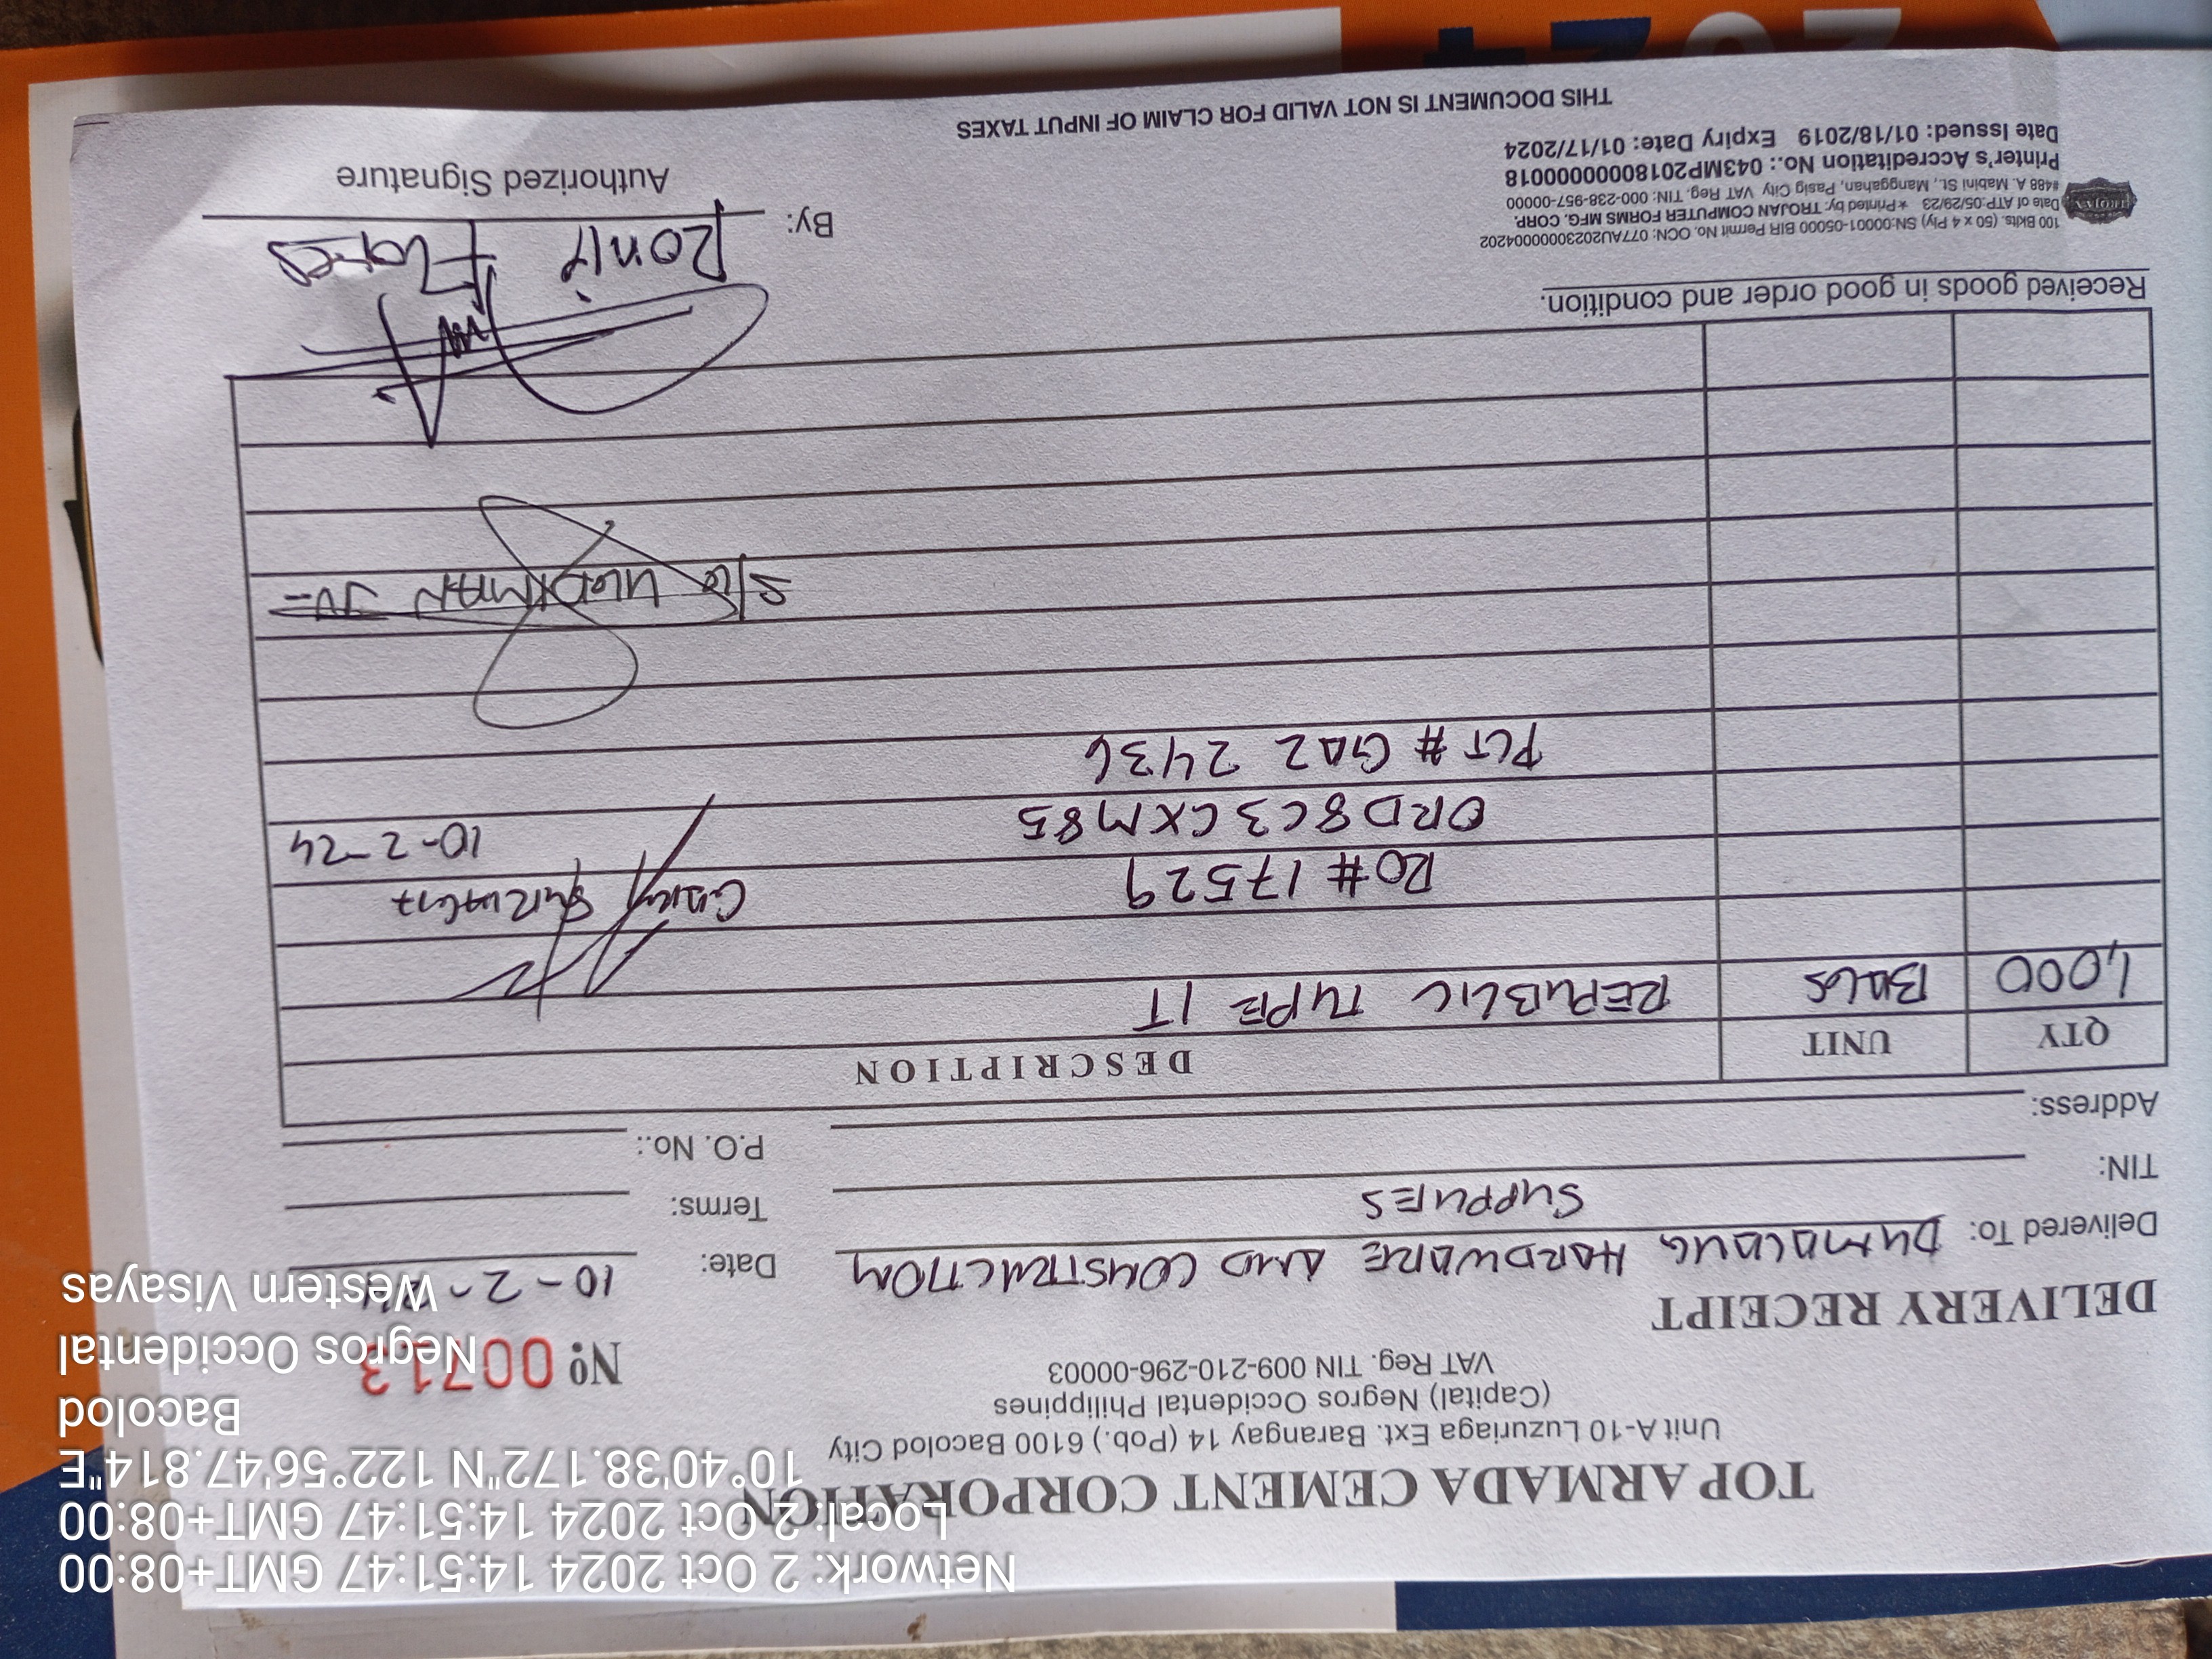 TOP ARMADA CEMENT CORPORATION
Unit A-10 Luzuriaga Ext. Barangay 14 (Pob.) 6100 Bacolod City
(Capital) Negros Occidental Philippines
VAT Reg. TIN 009-210-296-00003
DELIVERY RECEIPT
Nº 00713
Delivered To: DUMALAUG HARDWARE AND CONSTRUCTION
SUPPLIES
Date: 10-2-24
TIN:
Terms:
Address:
P.O. No.:
QTY UNIT DESCRIPTION
1,000 BAGS REPUBLIC TYPE 1T
RO# 17529
10-2-24
ORD8C3CXM85
PLT # GAZ 2436
Received goods in good order and condition.
Ronil Flores
By:
Authorized Signature
100 Bklts. (50 x 4 Ply) SN:00001-05000 BIR Permit No. OCN: 077AU20230000004202
Date of ATP:05/29/23 *Printed by: TROJAN COMPUTER FORMS MFG. CORP.
#488 A. Mabini St., Manggahan, Pasig City VAT Reg. TIN: 000-238-957-00000
Printer's Accreditation No.: 043MP20180000000018
Date Issued: 01/18/2019 Expiry Date: 01/17/2024
TROJAN
THIS DOCUMENT IS NOT VALID FOR CLAIM OF INPUT TAXES
Network: 2 Oct 2024 14:51:47 GMT+08:00
Local: 2 Oct 2024 14:51:47 GMT+08:00
10°40'38.172"N 122°56'47.814"E
Bacolod
Negros Occidental
Western Visayas